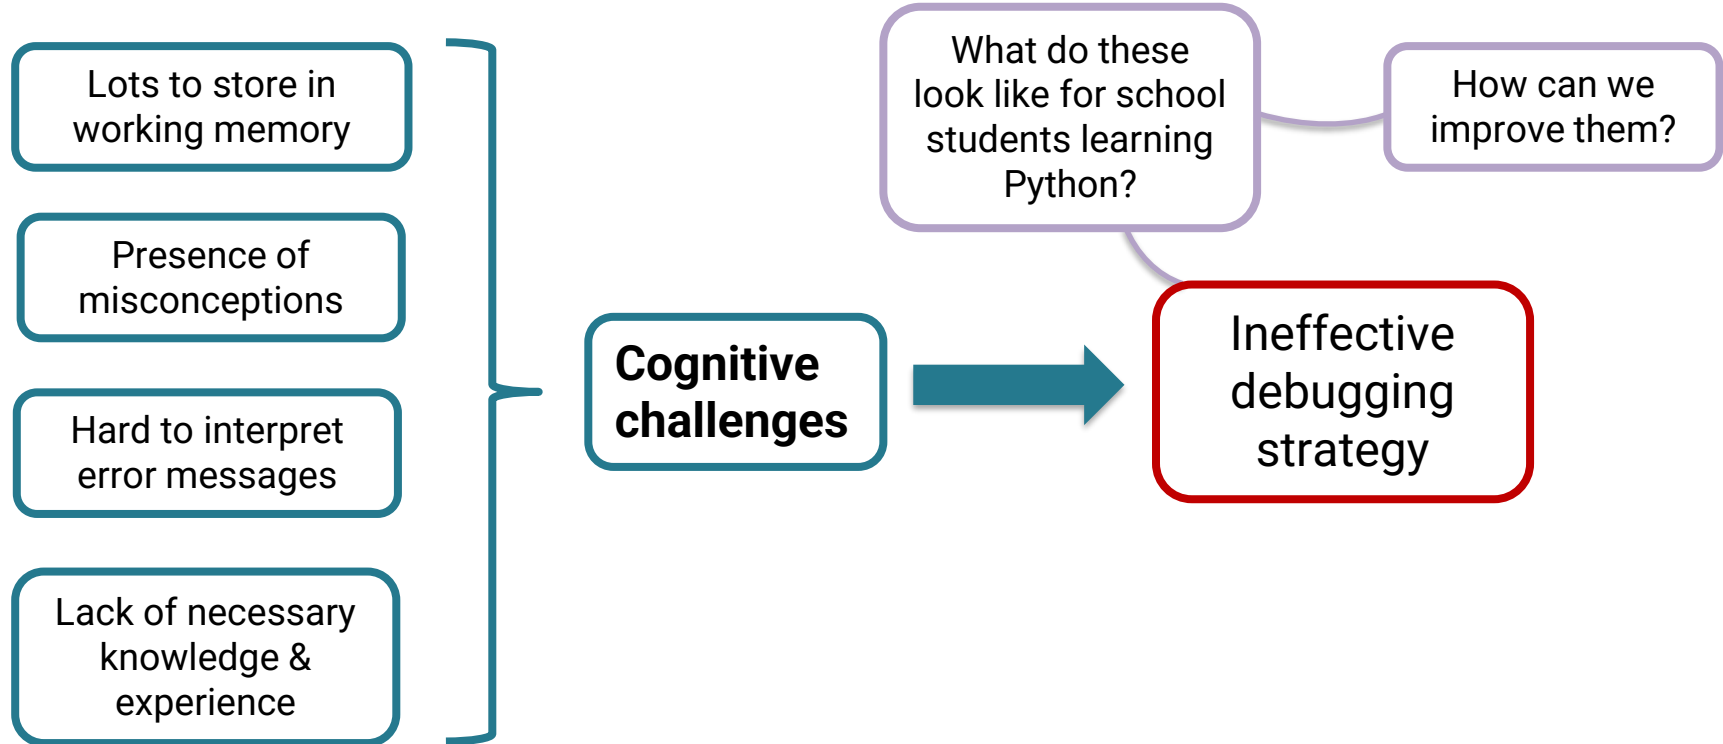 Lots to store in
working memory
Presence of
misconceptions
Hard to interpret
error messages
Lack of necessary
knowledge &
experience
Cognitive
challenges
What do these
look like for school
students learning
Python?
How can we
improve them?
Ineffective
debugging
strategy